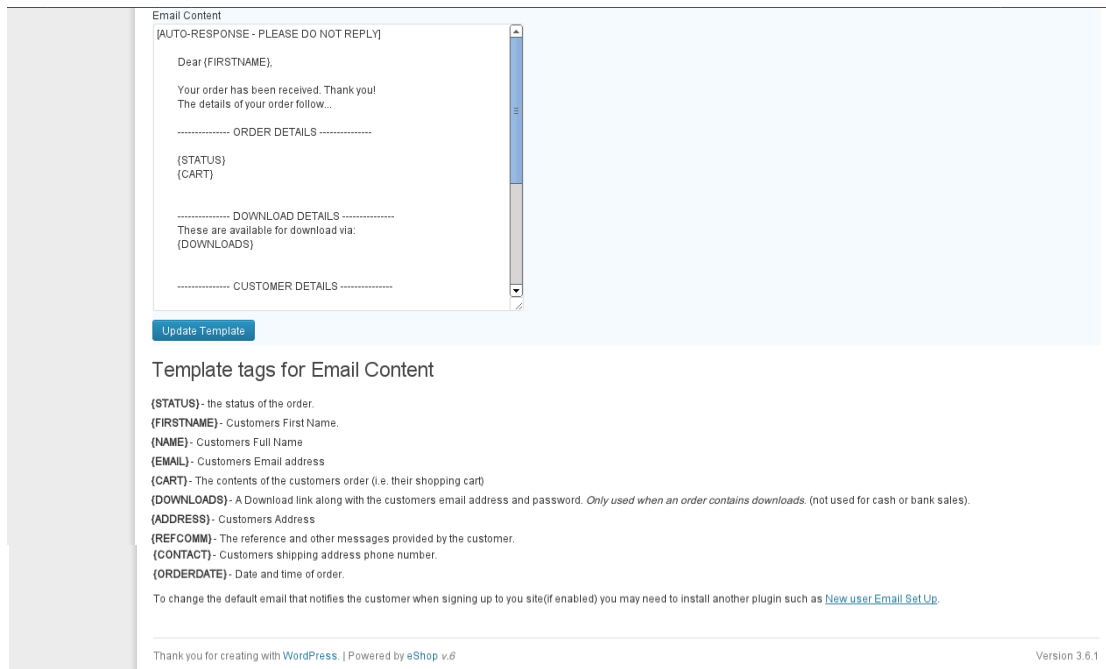 Email Content
[AUTO-RESPONSE - PLEASE DO NOT REPLY]
Dear {FIRSTNAME},
Your order has been received. Thank you!
The details of your order follow...
--------------- ORDER DETAILS ---------------
{STATUS}
{CART}
--------------- DOWNLOAD DETAILS ---------------
These are available for download via:
{DOWNLOADS}
--------------- CUSTOMER DETAILS ---------------
Update Template
Template tags for Email Content
{STATUS} - the status of the order.
{FIRSTNAME} - Customers First Name.
{NAME} - Customers Full Name
{EMAIL} - Customers Email address
{CART} - The contents of the customers order (i.e. their shopping cart)
{DOWNLOADS} - A Download link along with the customers email address and password. Only used when an order contains downloads. (not used for cash or bank sales).
{ADDRESS} - Customers Address
{REFCOMM} - The reference and other messages provided by the customer.
{CONTACT} - Customers shipping address phone number.
{ORDERDATE} - Date and time of order.
To change the default email that notifies the customer when signing up to you site(if enabled) you may need to install another plugin such as New user Email Set Up.
Thank you for creating with WordPress. | Powered by eShop v.6
Version 3.6.1